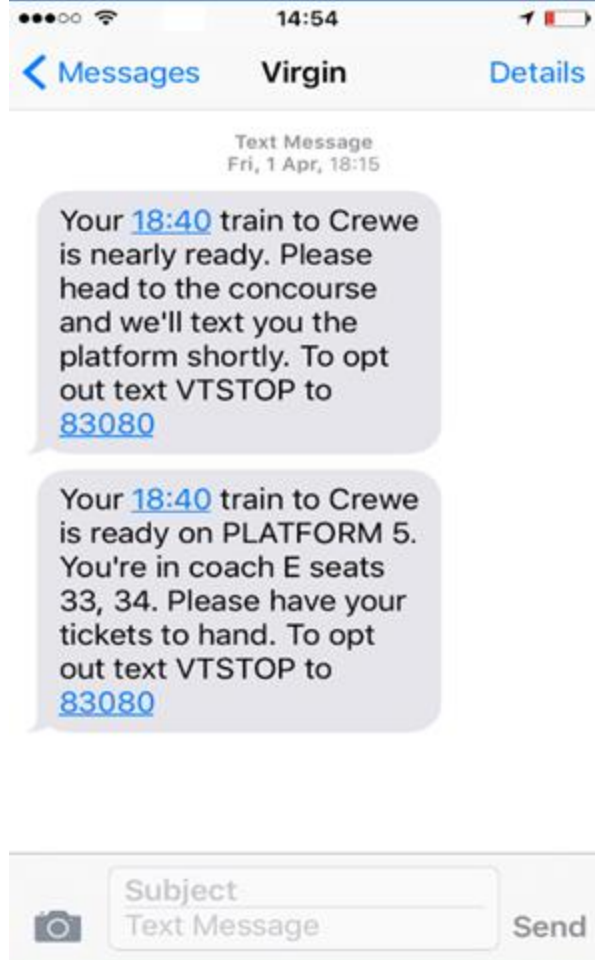 14:54
Messages Virgin Details
Text Message
Fri, 1 Apr, 18:15
Your 18:40 train to Crewe
is nearly ready. Please
head to the concourse
and we'll text you the
platform shortly. To opt
out text VTSTOP to
83080
Your 18:40 train to Crewe
is ready on PLATFORM 5.
You're in coach E seats
33, 34. Please have your
tickets to hand. To opt
out text VTSTOP to
83080
Subject
Text Message
Send